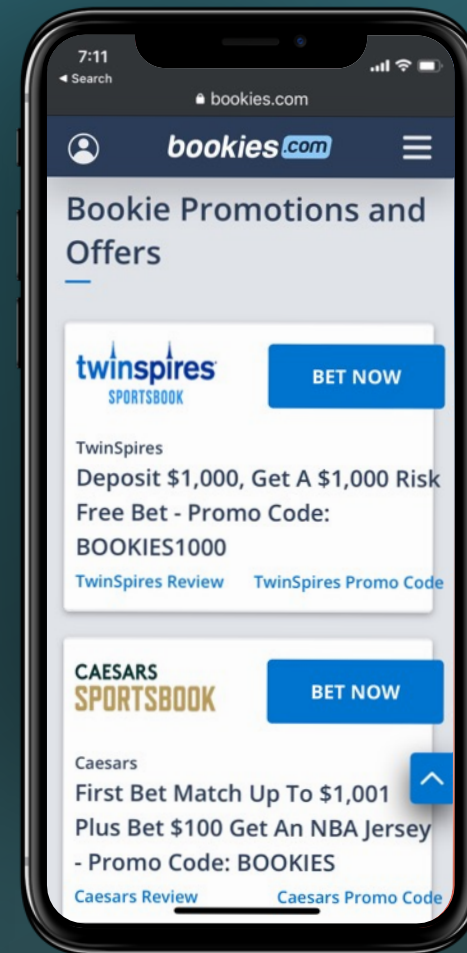 7:11
◀ Search
bookies.com
bookies.com
Bookie Promotions and
Offers
twinspires
SPORTSBOOK
BET NOW
TwinSpires
Deposit $1,000, Get A $1,000 Risk
Free Bet - Promo Code:
BOOKIES1000
TwinSpires Review TwinSpires Promo Code
CAESARS
SPORTSBOOK
BET NOW
Caesars
First Bet Match Up To $1,001
Plus Bet $100 Get An NBA Jersey
- Promo Code: BOOKIES
Caesars Review Caesars Promo Code